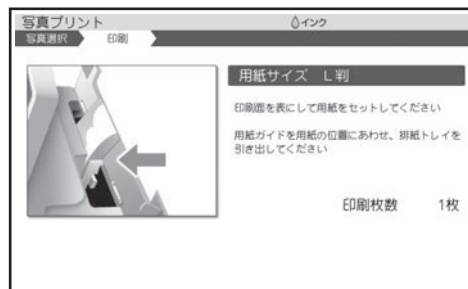 写真プリント
インク
写真選択 印刷
用紙サイズ L判
印刷面を表にして用紙をセットしてください
用紙ガイドを用紙の位置にあわせ、排紙トレイを
引き出してください
印刷枚数 1枚